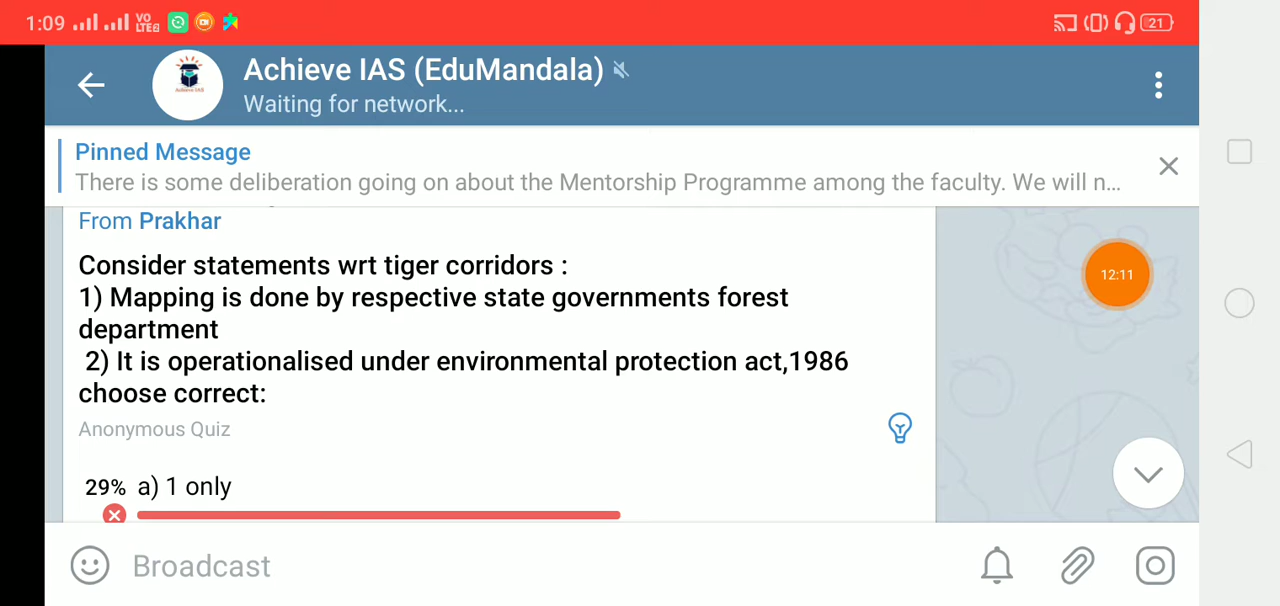 1:09 VO LTE2 21
Achieve IAS (EduMandala)
Waiting for network...
Pinned Message
There is some deliberation going on about the Mentorship Programme among the faculty. We will n...
From Prakhar
Consider statements wrt tiger corridors :
12:11
1) Mapping is done by respective state governments forest
department
2) It is operationalised under environmental protection act,1986
choose correct:
Anonymous Quiz
29% a) 1 only
Broadcast